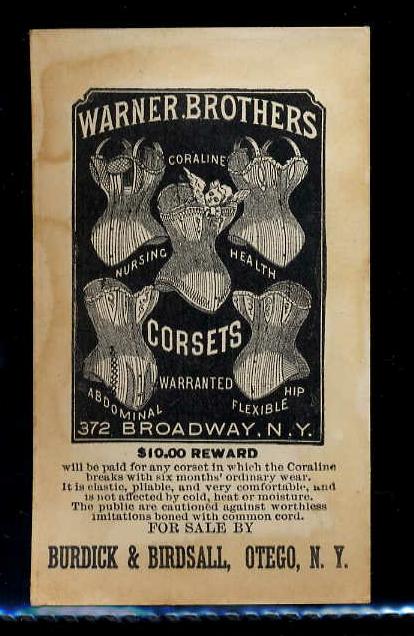 WARNER BROTHERS
CORALINE
NURSING HEALTH
CORSETS
WARRANTED
ABDOMINAL FLEXIBLE HIP
372 BROADWAY, N.Y.
$10.00 REWARD
will be paid for any corset in which the Coraline
breaks with six months' ordinary wear.
It is elastic, pliable, and very comfortable, and
is not affected by cold, heat or moisture.
The public are cautioned against worthless
imitations boned with common cord.
FOR SALE BY
BURDICK & BIRDSALL, OTEGO, N. Y.